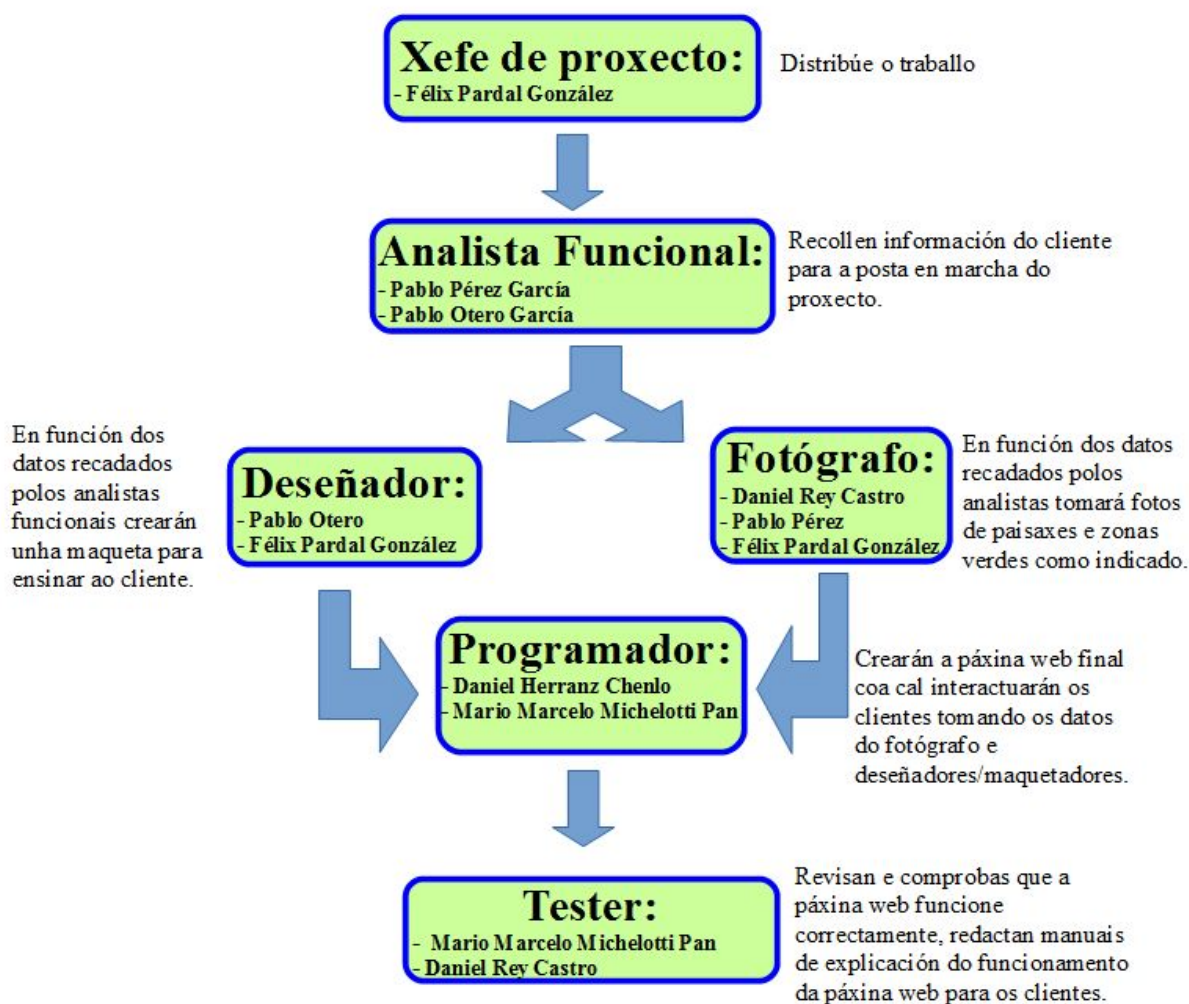 Xefe de proxecto:
- Félix Pardal González
Distribúe o traballo
Analista Funcional:
- Pablo Pérez García
- Pablo Otero García
Recollen información do cliente
para a posta en marcha do
proxecto.
En función dos
datos recadados
polos analistas
funcionais crearán
unha maqueta para
ensinar ao cliente.
Deseñador:
- Pablo Otero
- Félix Pardal González
Fotógrafo:
- Daniel Rey Castro
- Pablo Pérez
- Félix Pardal González
En función dos datos
recadados polos
analistas tomará fotos
de paisaxes e zonas
verdes como indicado.
Programador:
- Daniel Herranz Chenlo
- Mario Marcelo Michelotti Pan
Crearán a páxina web final
coa cal interactuarán os
clientes tomando os datos
do fotógrafo e
deseñadores/maquetadores.
Tester:
- Mario Marcelo Michelotti Pan
- Daniel Rey Castro
Revisan e comprobas que a
páxina web funcione
correctamente, redactan manuais
de explicación do funcionamento
da páxina web para os clientes.